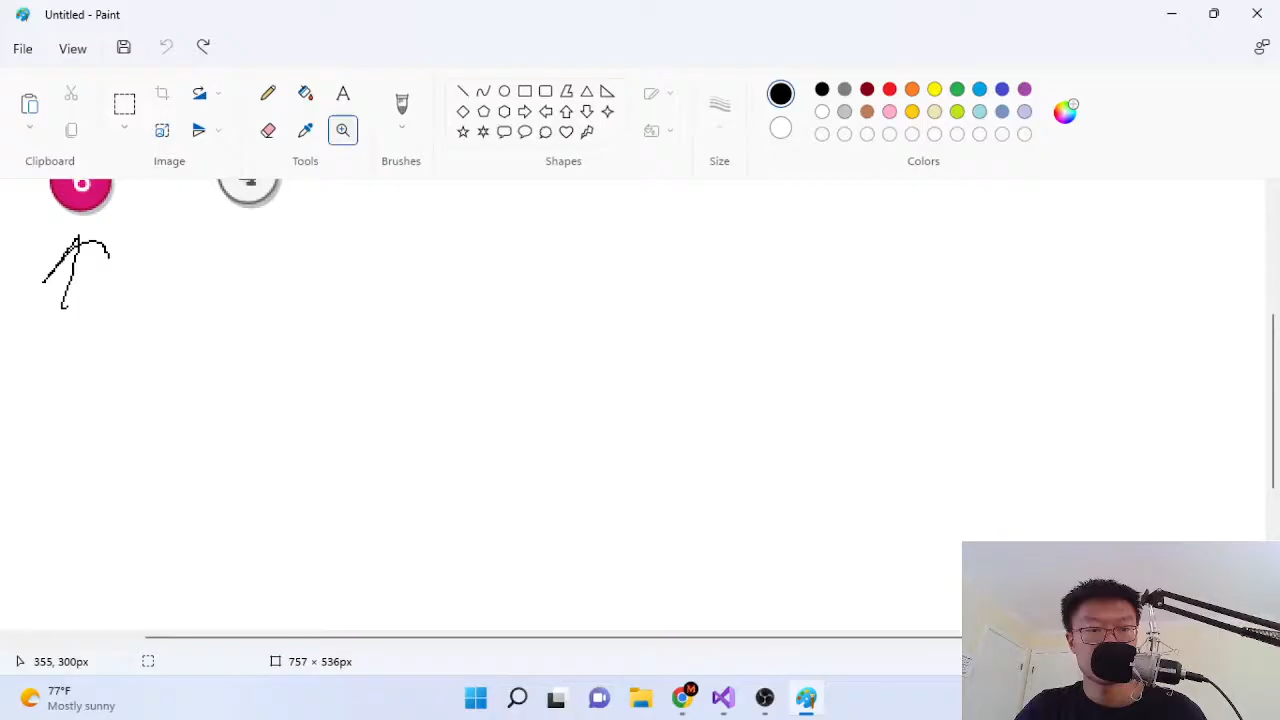 Untitled - Paint
File View
Clipboard Image Tools Brushes Shapes Size Colors
355, 300px 757 × 536px
77°F
Mostly sunny